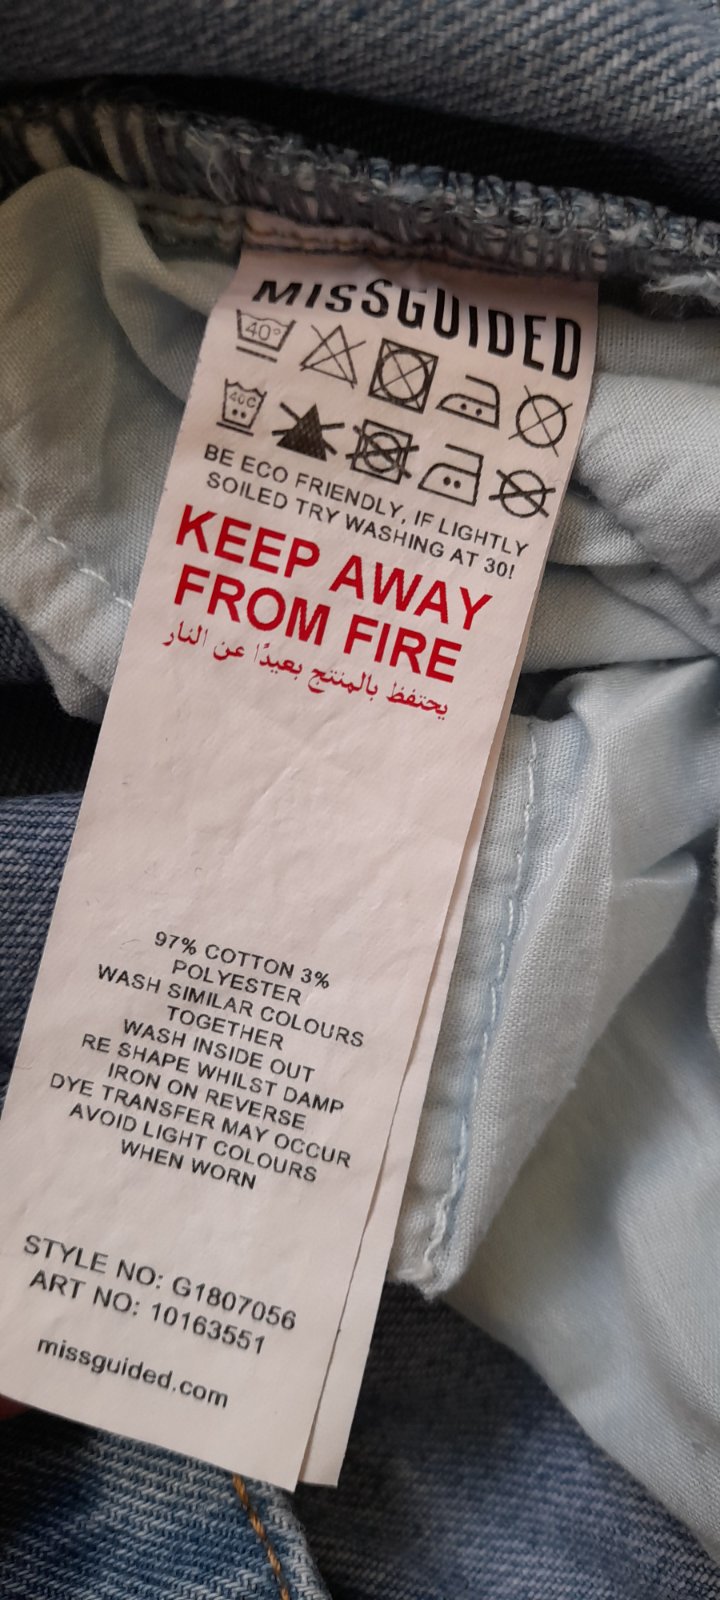 MISSGUIDED
40°
40C
BE ECO FRIENDLY, IF LIGHTLY
SOILED TRY WASHING AT 30!
KEEP AWAY
FROM FIRE
يحتفظ بالمنتج بعيدًا عن النار
97% COTTON 3%
POLYESTER
WASH SIMILAR COLOURS
TOGETHER
WASH INSIDE OUT
RE SHAPE WHILST DAMP
IRON ON REVERSE
DYE TRANSFER MAY OCCUR
AVOID LIGHT COLOURS
WHEN WORN
STYLE NO: G1807056
ART NO: 10163551
missguided.com